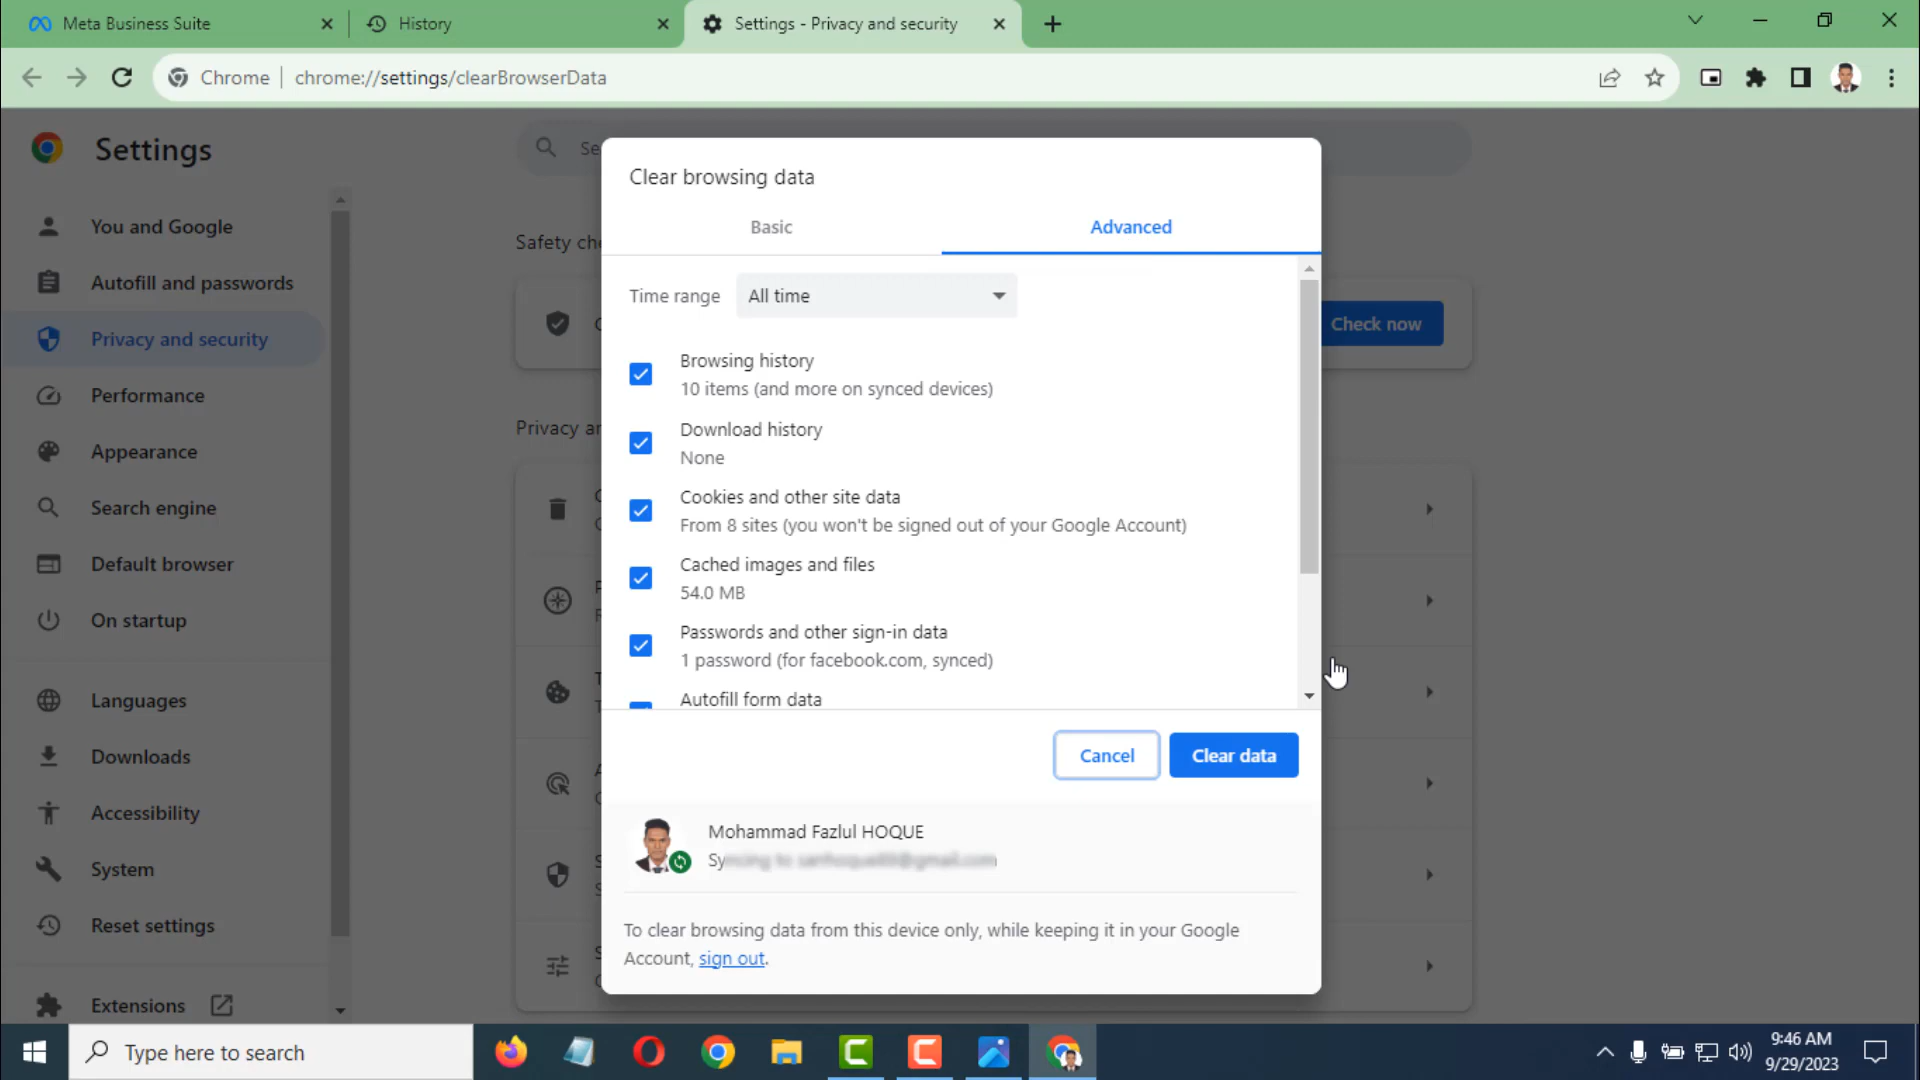 Meta Business Suite
History
Settings - Privacy and security
Chrome
chrome://settings/clearBrowserData
Settings
Se
You and Google
Autofill and passwords
Privacy and security
Performance
Appearance
Search engine
Default browser
On startup
Languages
Downloads
Accessibility
System
Reset settings
Extensions
Safety che
Check now
Privacy an
Clear browsing data
Basic
Advanced
Time range
All time
Browsing history
10 items (and more on synced devices)
Download history
None
Cookies and other site data
From 8 sites (you won't be signed out of your Google Account)
Cached images and files
54.0 MB
Passwords and other sign-in data
1 password (for facebook.com, synced)
Autofill form data
Cancel
Clear data
Mohammad Fazlul HOQUE
To clear browsing data from this device only, while keeping it in your Google
Account, sign out.
Type here to search
9:46 AM
9/29/2023